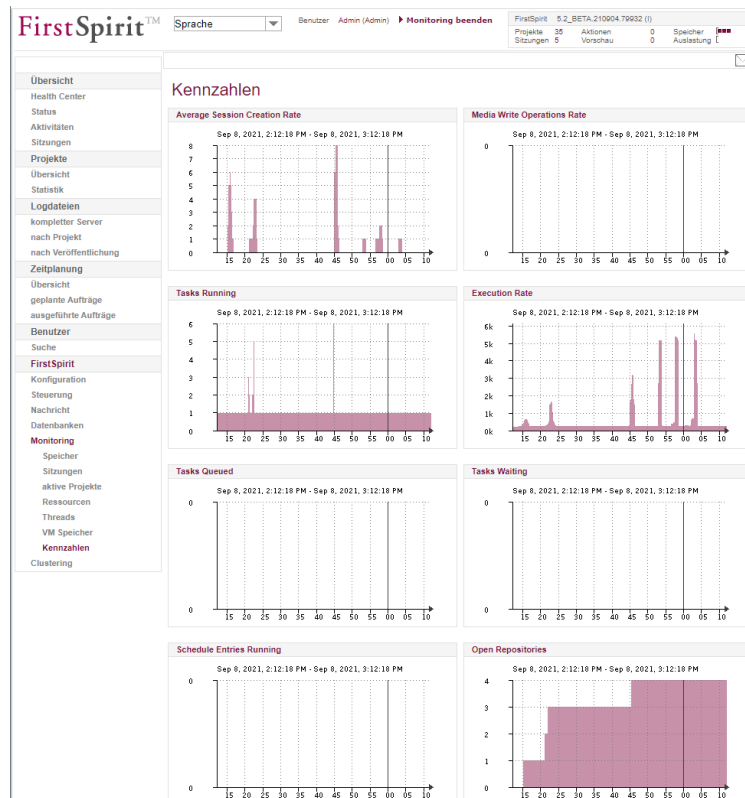 FirstSpirit™
Sprache
Benutzer Admin (Admin) Monitoring beenden
FirstSpirit 5.2_BETA.210904.79932 (I)
Projekte 35 Aktionen 0 Speicher
Sitzungen 5 Vorschau 0 Auslastung
Übersicht
Health Center
Status
Aktivitäten
Sitzungen
Projekte
Übersicht
Statistik
Logdateien
kompletter Server
nach Projekt
nach Veröffentlichung
Zeitplanung
Übersicht
geplante Aufträge
ausgeführte Aufträge
Benutzer
Suche
FirstSpirit
Konfiguration
Steuerung
Nachricht
Datenbanken
Monitoring
Speicher
Sitzungen
aktive Projekte
Ressourcen
Threads
VM Speicher
Kennzahlen
Clustering
Kennzahlen
Average Session Creation Rate
Sep 8, 2021, 2:12:18 PM - Sep 8, 2021, 3:12:18 PM
8
7
6
5
4
3
2
1
0
15 20 25 30 35 40 45 50 55 00 05 10
Media Write Operations Rate
Sep 8, 2021, 2:12:18 PM - Sep 8, 2021, 3:12:18 PM
0
0
15 20 25 30 35 40 45 50 55 00 05 10
Tasks Running
Sep 8, 2021, 2:12:18 PM - Sep 8, 2021, 3:12:18 PM
6
5
4
3
2
1
0
15 20 25 30 35 40 45 50 55 00 05 10
Execution Rate
Sep 8, 2021, 2:12:18 PM - Sep 8, 2021, 3:12:18 PM
6k
5k
4k
3k
2k
1k
0k
15 20 25 30 35 40 45 50 55 00 05 10
Tasks Queued
Sep 8, 2021, 2:12:18 PM - Sep 8, 2021, 3:12:18 PM
0
0
15 20 25 30 35 40 45 50 55 00 05 10
Tasks Waiting
Sep 8, 2021, 2:12:18 PM - Sep 8, 2021, 3:12:18 PM
0
0
15 20 25 30 35 40 45 50 55 00 05 10
Schedule Entries Running
Sep 8, 2021, 2:12:18 PM - Sep 8, 2021, 3:12:18 PM
0
0
15 20 25 30 35 40 45 50 55 00 05 10
Open Repositories
Sep 8, 2021, 2:12:18 PM - Sep 8, 2021, 3:12:18 PM
4
3
2
1
0
15 20 25 30 35 40 45 50 55 00 05 10